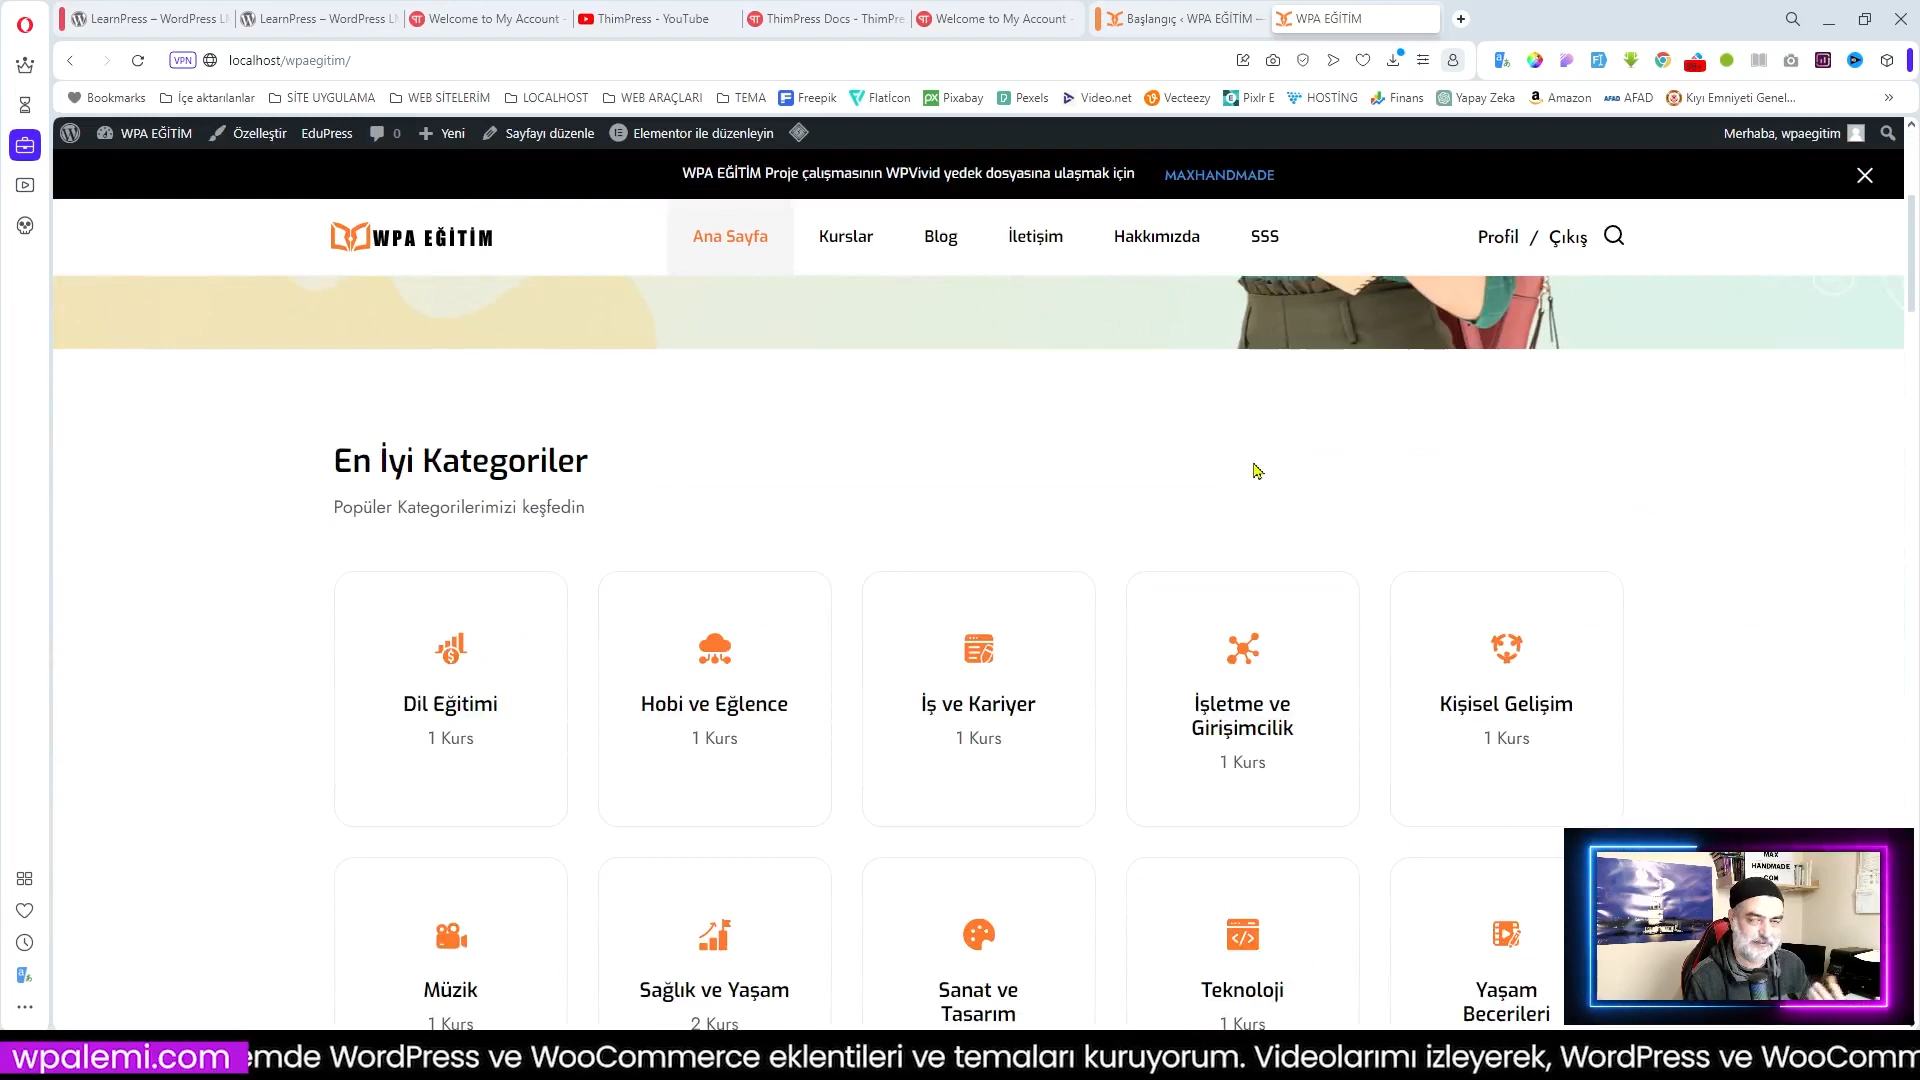 LearnPress – WordPress LM
LearnPress – WordPress LM
Welcome to My Account -
ThimPress - YouTube
ThimPress Docs - ThimPre
Welcome to My Account -
Başlangıç ‹ WPA EĞİTİM —
WPA EĞİTİM
VPN
localhost/wpaegitim/
Bookmarks
İçe aktarılanlar
SİTE UYGULAMA
WEB SİTELERİM
LOCALHOST
WEB ARAÇLARI
TEMA
Freepik
Flatİcon
Pixabay
Pexels
Video.net
Vecteezy
Pixlr E
HOSTİNG
Finans
Yapay Zeka
Amazon
AFAD
Kıyı Emniyeti Genel...
WPA EĞİTİM
Özelleştir
EduPress
0
Yeni
Sayfayı düzenle
Elementor ile düzenleyin
Merhaba, wpaegitim
WPA EĞİTİM Proje çalışmasının WPVivid yedek dosyasına ulaşmak için
MAXHANDMADE
WPA EĞİTİM
Ana Sayfa
Kurslar
Blog
İletişim
Hakkımızda
SSS
Profil / Çıkış
En İyi Kategoriler
Popüler Kategorilerimizi keşfedin
Dil Eğitimi
1 Kurs
Hobi ve Eğlence
1 Kurs
İş ve Kariyer
1 Kurs
İşletme ve
Girişimcilik
1 Kurs
Kişisel Gelişim
1 Kurs
Müzik
1 Kurs
Sağlık ve Yaşam
2 Kurs
Sanat ve
Tasarım
Teknoloji
1 Kurs
Yaşam
Becerileri
MAX
HANDMADE
.COM
wpalemi.com
emde WordPress ve WooCommerce eklentileri ve temaları kuruyorum. Videolarımı izleyerek, WordPress ve WooComm